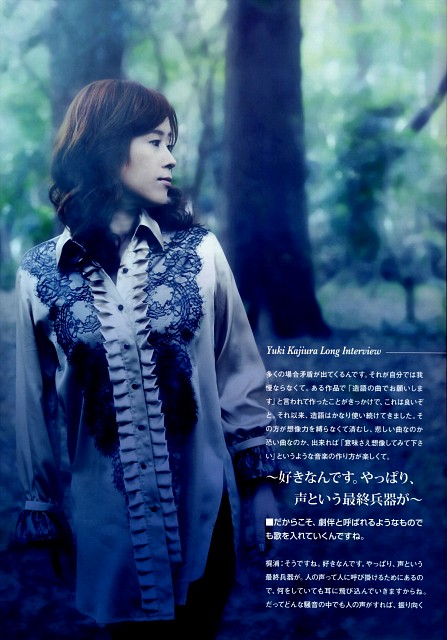 Yuki Kajiura Long Interview
多くの場合矛盾が出てくるんです。それが自分では我
慢ならなくて。ある作品で「造語の曲でお願いしま
す」と言われて作ったことがきっかけで、これは良いぞ
と。それ以来、造語はかなり使い続けてきました。そ
の方が想像力を縛らなくて済むし。悲しい曲なのか
恐い曲なのか、出来れば「意味さえ想像してみて下さ
い」というような音楽の作り方が楽しくて。
〜好きなんです。やっぱり、
声という最終兵器が〜
■だからこそ、劇伴と呼ばれるようなもので
も歌を入れていくんですね。
梶浦：そうですね。好きなんです。やっぱり、声という
最終兵器が。人の声って人に呼び掛けるためにあるの
で、何をしていても耳に飛び込んでいきますからね。
だってどんな騒音の中でも人の声がすれば、振り向く